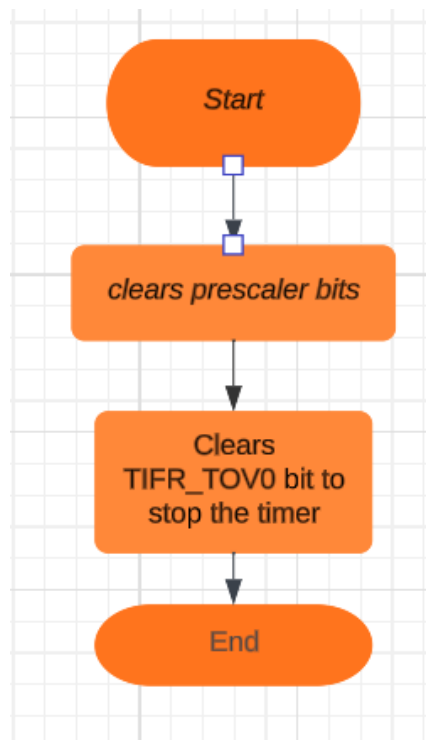 Start
clears prescaler bits
Clears
TIFR_TOV0 bit to
stop the timer
End